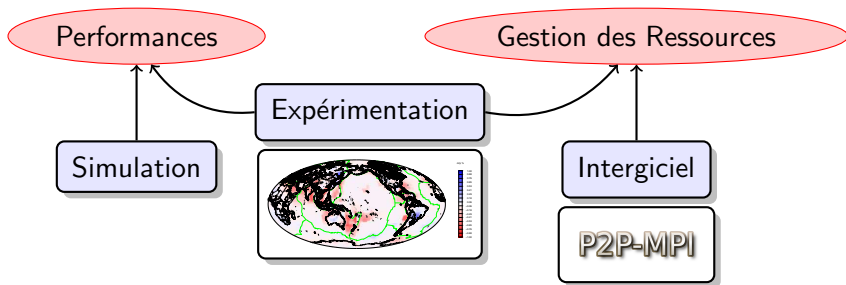 Performances
Gestion des Ressources
Expérimentation
Simulation
Intergiciel
P2P-MPI